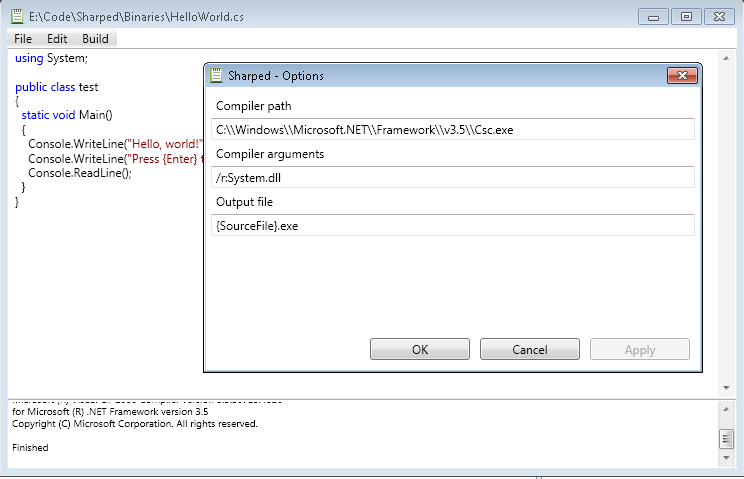 E:\Code\Sharped\Binaries\HelloWorld.cs
File Edit Build
using System;
public class test
{
static void Main()
{
Console.WriteLine("Hello, world!"
Console.WriteLine("Press {Enter} t
Console.ReadLine();
}
}
Sharped - Options
Compiler path
C:\\Windows\\Microsoft.NET\\Framework\\v3.5\\Csc.exe
Compiler arguments
/r:System.dll
Output file
{SourceFile}.exe
OK Cancel Apply
for Microsoft (R) .NET Framework version 3.5
Copyright (C) Microsoft Corporation. All rights reserved.
Finished